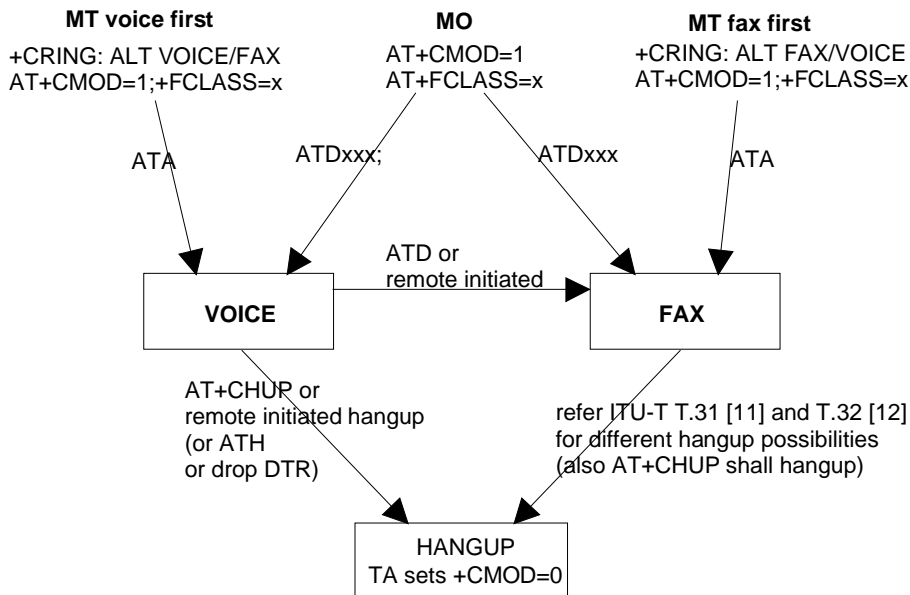 MT voice first
+CRING: ALT VOICE/FAX
AT+CMOD=1;+FCLASS=x
MO
AT+CMOD=1
AT+FCLASS=x
MT fax first
+CRING: ALT FAX/VOICE
AT+CMOD=1;+FCLASS=x
ATA
ATDxxx;
ATDxxx
ATA
ATD or
remote initiated
VOICE
FAX
AT+CHUP or
remote initiated hangup
(or ATH
or drop DTR)
refer ITU-T T.31 [11] and T.32 [12]
for different hangup possibilities
(also AT+CHUP shall hangup)
HANGUP
TA sets +CMOD=0